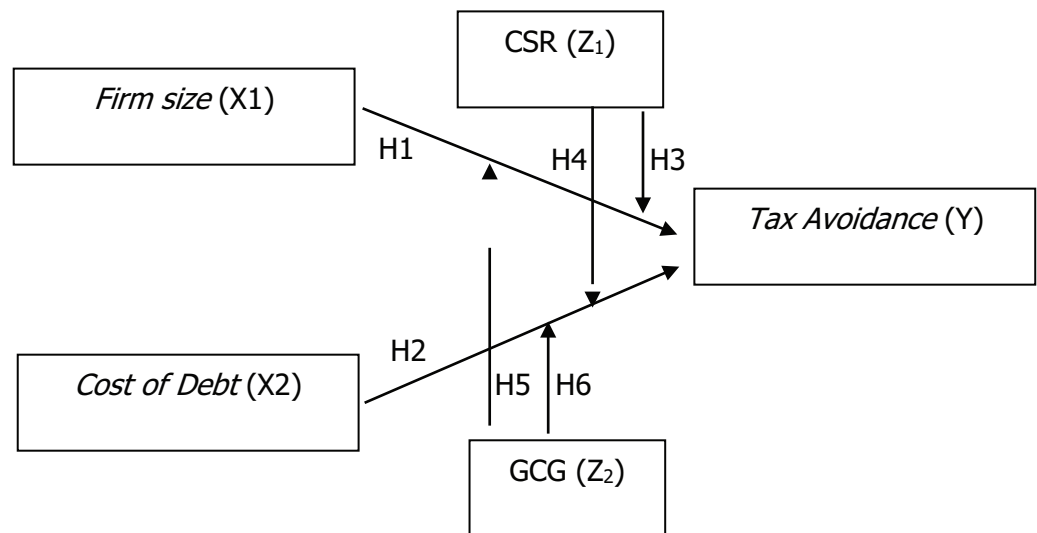 CSR (Z₁)
Firm size (X1)
H1
H4
H3
Tax Avoidance (Y)
H2
Cost of Debt (X2)
H5
H6
GCG (Z₂)